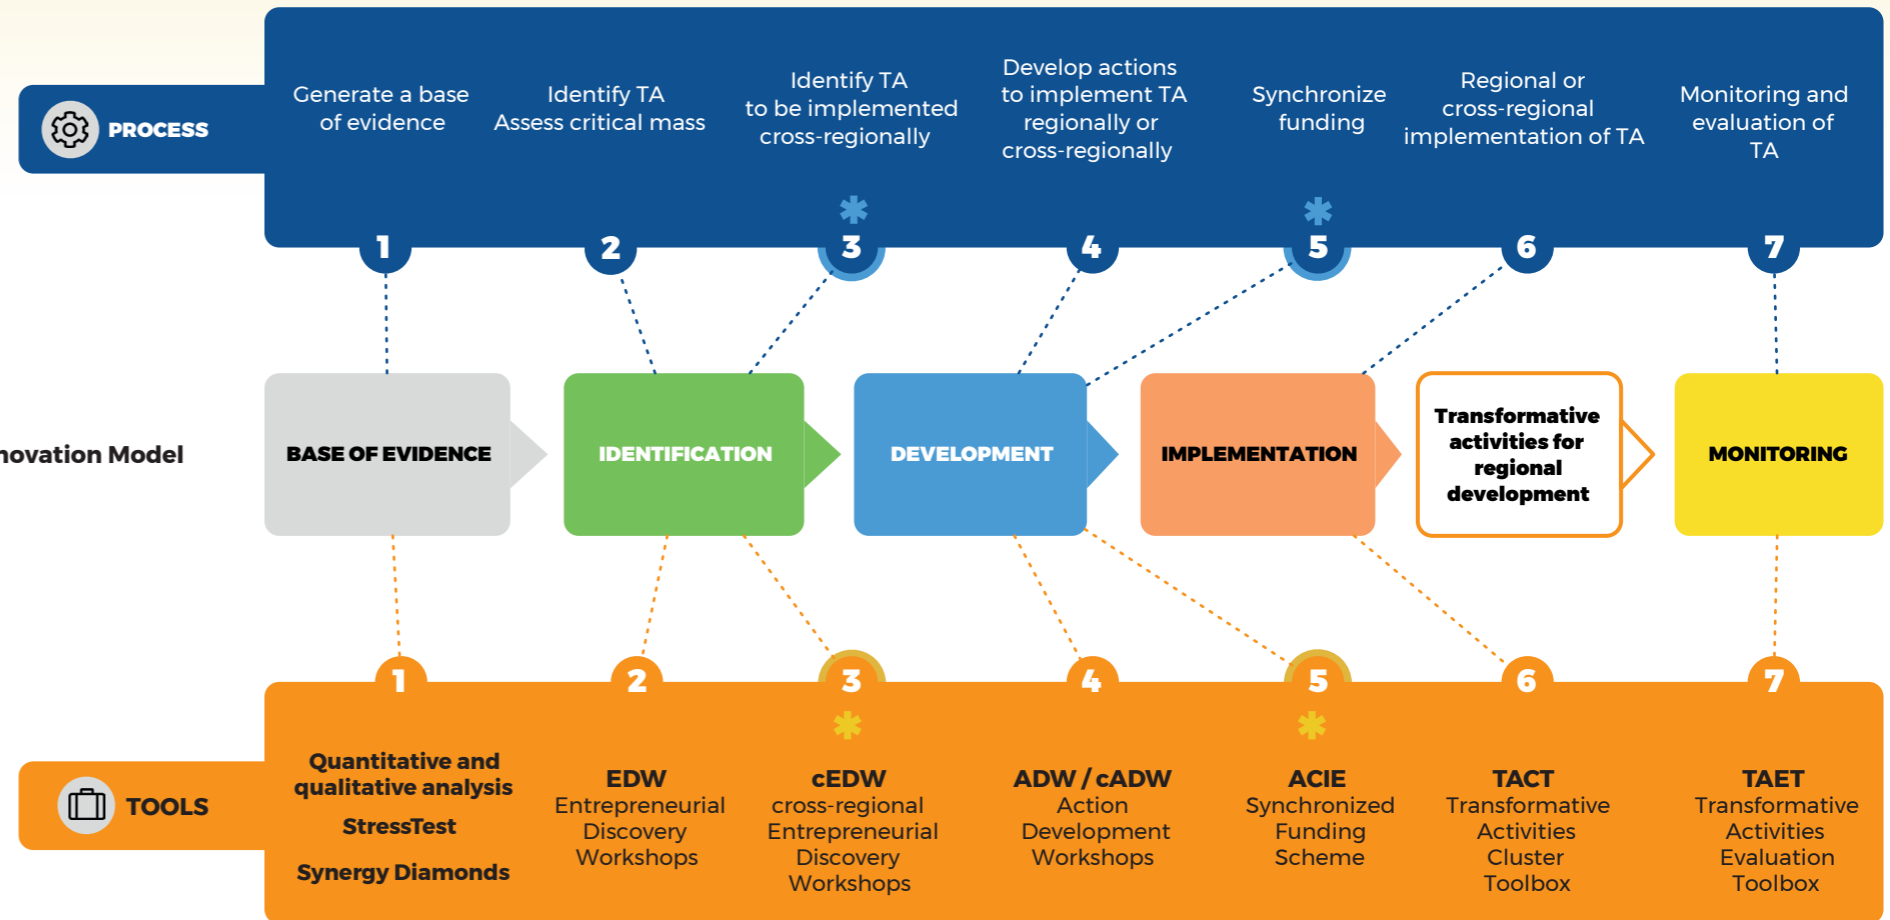 PROCESS
Generate a base
of evidence
Identify TA
Assess critical mass
Identify TA
to be implemented
cross-regionally
Develop actions
to implement TA
regionally or
cross-regionally
Synchronize
funding
Regional or
cross-regional
implementation of TA
Monitoring and
evaluation of
TA
*
*
1
2
3
4
5
6
7
novation Model
BASE OF EVIDENCE
IDENTIFICATION
DEVELOPMENT
IMPLEMENTATION
Transformative
activities for
regional
development
MONITORING
1
2
3
4
5
6
7
*
*
TOOLS
Quantitative and
qualitative analysis
StressTest
Synergy Diamonds
EDW
Entrepreneurial
Discovery
Workshops
cEDW
cross-regional
Entrepreneurial
Discovery
Workshops
ADW / cADW
Action
Development
Workshops
ACIE
Synchronized
Funding
Scheme
TACT
Transformative
Activities
Cluster
Toolbox
TAET
Transformative
Activities
Evaluation
Toolbox